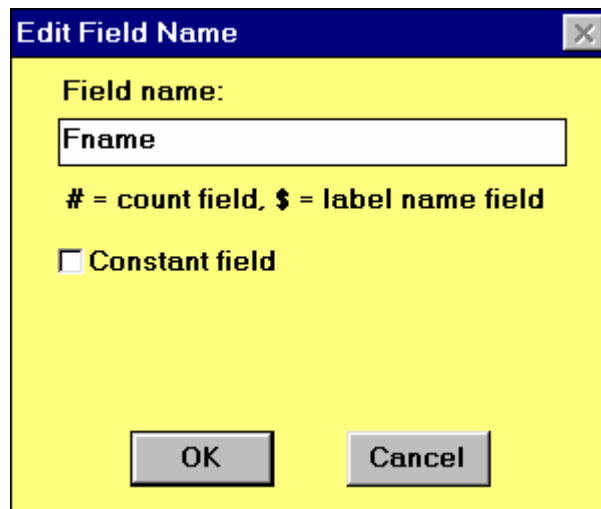 Edit Field Name
Field name:
Fname
# = count field, $ = label name field
Constant field
OK Cancel